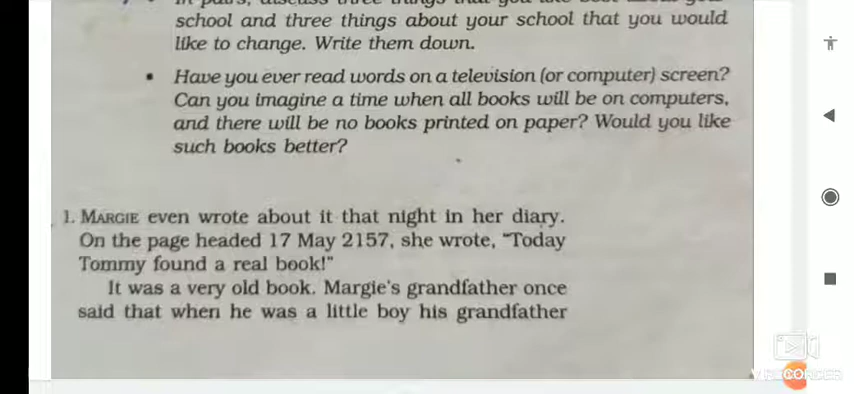 school and three things about your school that you would
like to change. Write them down.
• Have you ever read words on a television (or computer) screen?
Can you imagine a time when all books will be on computers,
and there will be no books printed on paper? Would you like
such books better?
1. MARGIE even wrote about it that night in her diary.
On the page headed 17 May 2157, she wrote, "Today
Tommy found a real book!"
It was a very old book. Margie's grandfather once
said that when he was a little boy his grandfather